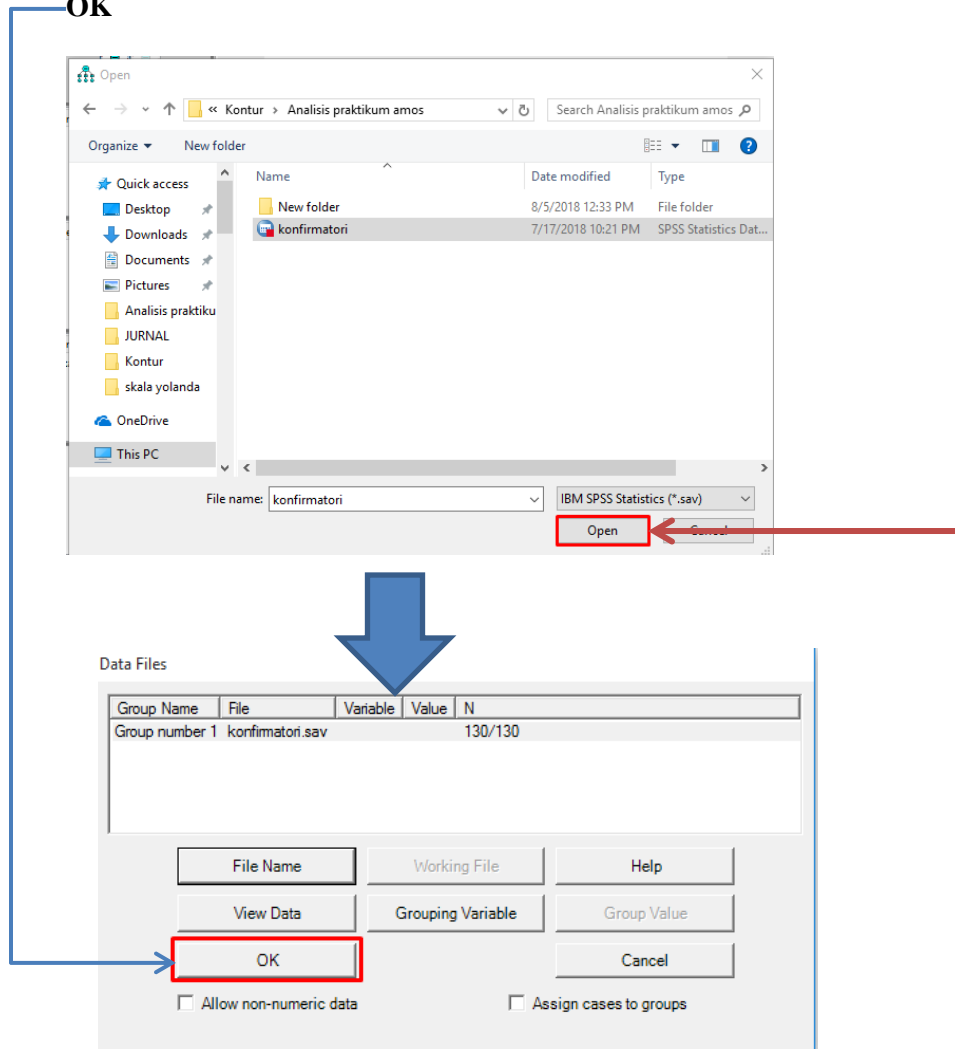 OK
Open
« Kontur > Analisis praktikum amos
Search Analisis praktikum amos
Organize
New folder
Name
Date modified
Type
Quick access
Desktop
Downloads
Documents
Pictures
Analisis praktiku
JURNAL
Kontur
skala yolanda
OneDrive
This PC
New folder 8/5/2018 12:33 PM File folder
konfirmatori 7/17/2018 10:21 PM SPSS Statistics Dat...
File name: konfirmatori
IBM SPSS Statistics (*.sav)
Open
Cancel
Data Files
Group Name File Variable Value N
Group number 1 konfirmatori.sav 130/130
File Name Working File Help
View Data Grouping Variable Group Value
OK Cancel
Allow non-numeric data Assign cases to groups